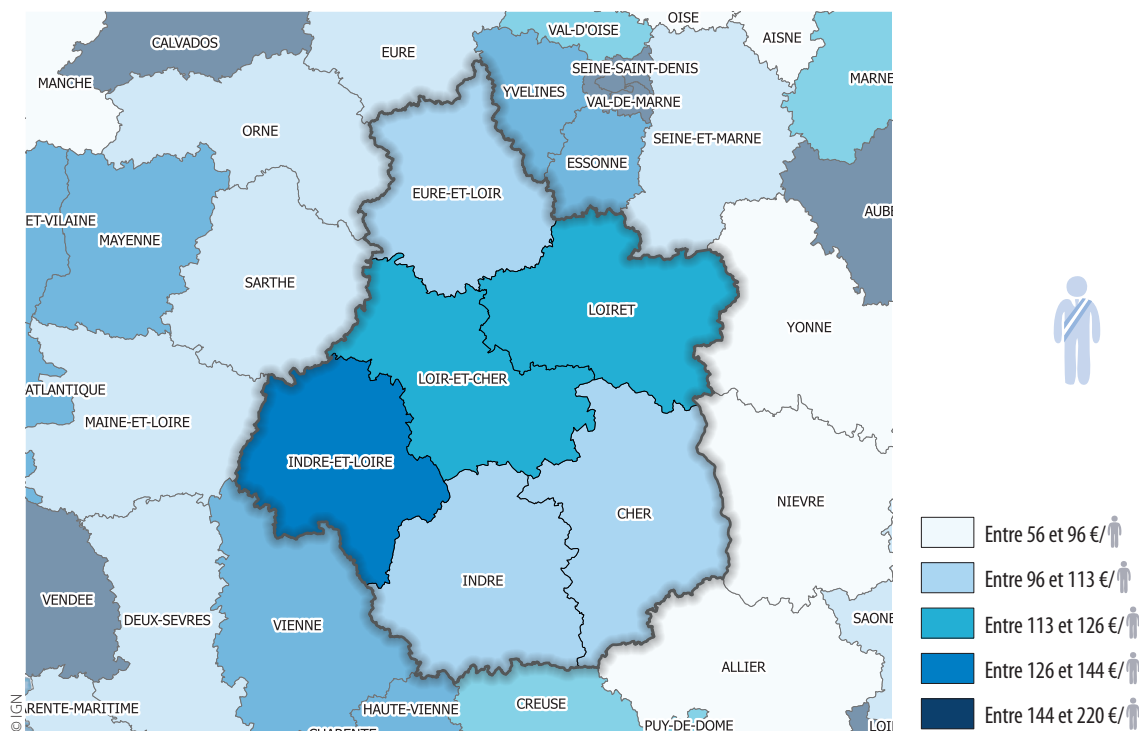 OISE
VAL-D'OISE
AISNE
CALVADOS
EURE
SEINE-SAINT-DENIS
MARNE
MANCHE
YVELINES
VAL-DE-MARNE
ORNE
SEINE-ET-MARNE
ESSONNE
EURE-ET-LOIR
AUBE
ET-VILAINE
MAYENNE
SARTHE
LOIRET
YONNE
LOIR-ET-CHER
ATLANTIQUE
MAINE-ET-LOIRE
INDRE-ET-LOIRE
NIEVRE
CHER
Entre 56 et 96 €/
INDRE
Entre 96 et 113 €/
VENDEE
DEUX-SEVRES
VIENNE
SAONE
Entre 113 et 126 €/
ALLIER
Entre 126 et 144 €/
CREUSE
RENTE-MARITIME
HAUTE-VIENNE
Entre 144 et 220 €/
PUY-DE-DOME
LOI
CHARENTE
© IGN